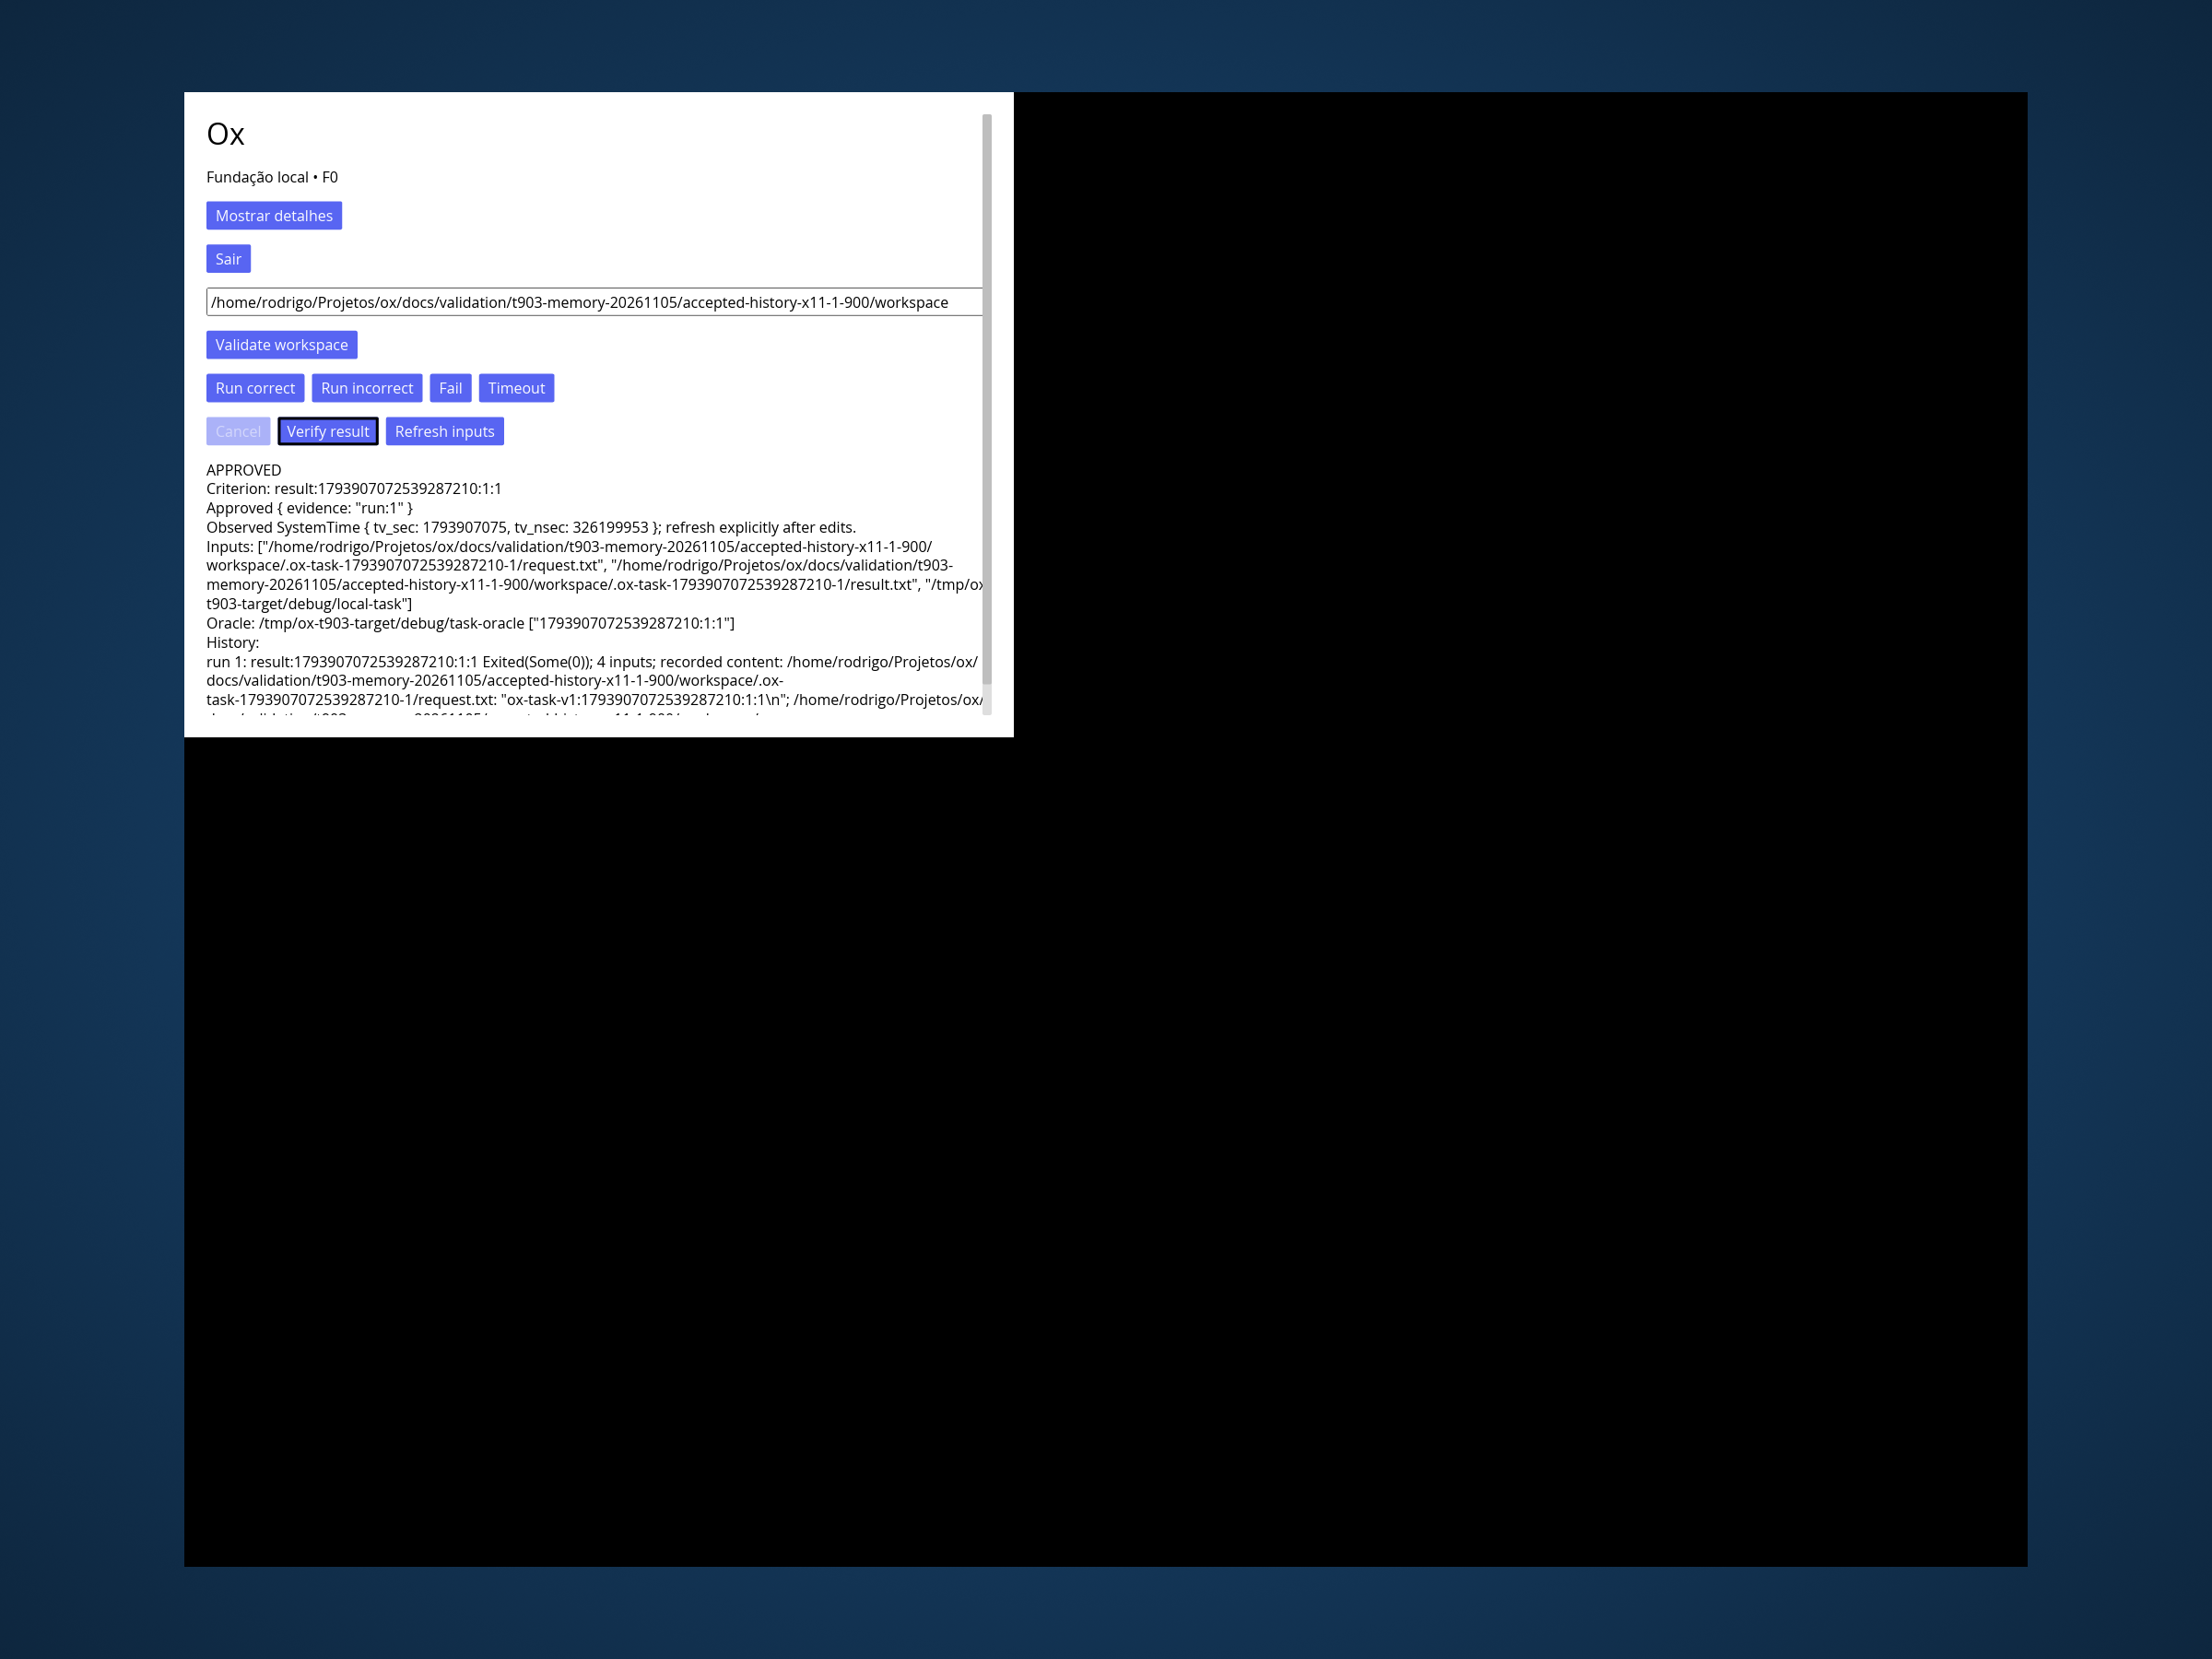 Ox
Fundação local • F0
Mostrar detalhes
Sair
/home/rodrigo/Projetos/ox/docs/validation/t903-memory-20261105/accepted-history-x11-1-900/workspace
Validate workspace
Run correct Run incorrect Fail Timeout
Cancel Verify result Refresh inputs
APPROVED
Criterion: result:1793907072539287210:1:1
Approved { evidence: "run:1" }
Observed SystemTime { tv_sec: 1793907075, tv_nsec: 326199953 }; refresh explicitly after edits.
Inputs: ["/home/rodrigo/Projetos/ox/docs/validation/t903-memory-20261105/accepted-history-x11-1-900/
workspace/.ox-task-1793907072539287210-1/request.txt", "/home/rodrigo/Projetos/ox/docs/validation/t903-
memory-20261105/accepted-history-x11-1-900/workspace/.ox-task-1793907072539287210-1/result.txt", "/tmp/ox
t903-target/debug/local-task"]
Oracle: /tmp/ox-t903-target/debug/task-oracle ["1793907072539287210:1:1"]
History:
run 1: result:1793907072539287210:1:1 Exited(Some(0)); 4 inputs; recorded content: /home/rodrigo/Projetos/ox/
docs/validation/t903-memory-20261105/accepted-history-x11-1-900/workspace/.ox-
task-1793907072539287210-1/request.txt: "ox-task-v1:1793907072539287210:1:1\n"; /home/rodrigo/Projetos/ox/